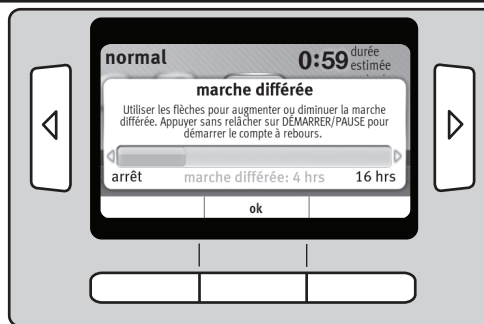 normal 0:59 durée
estimée
marche différée
Utiliser les flèches pour augmenter ou diminuer la marche
différée. Appuyer sans relâcher sur DÉMARRER/PAUSE pour
démarrer le compte à rebours.
arrêt marche différée: 4 hrs 16 hrs
ok